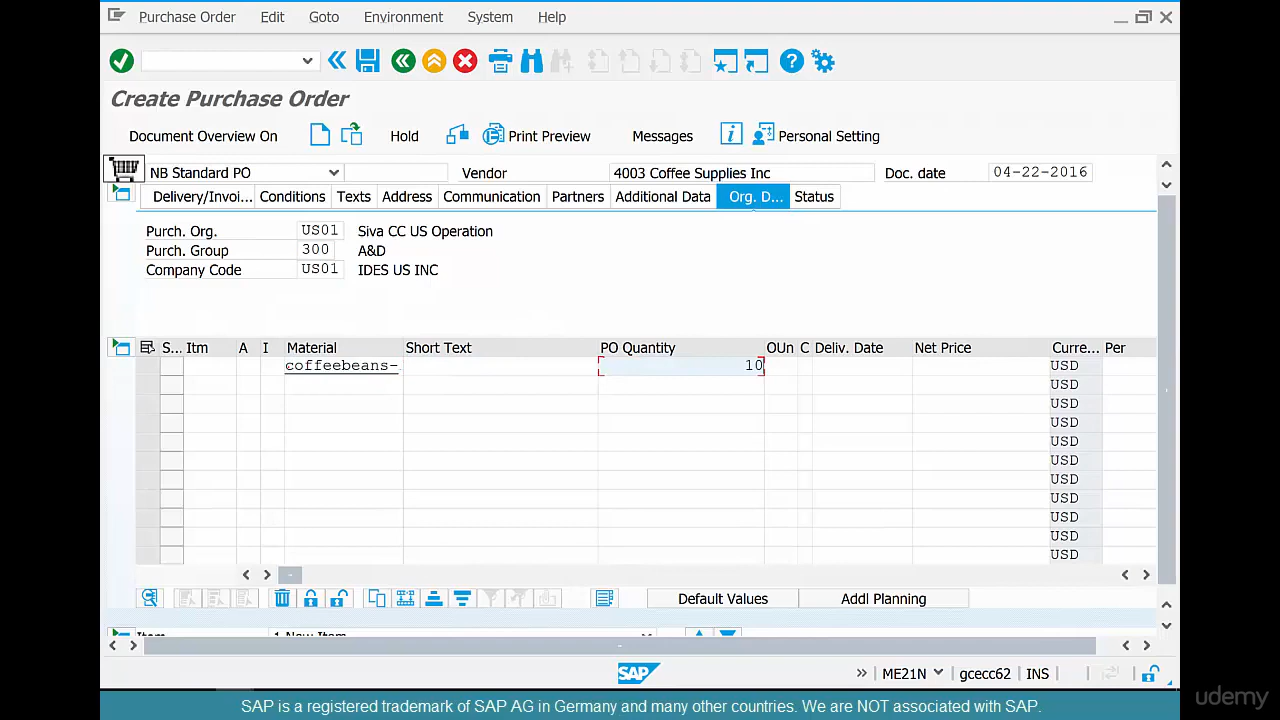 Purchase Order Edit Goto Environment System Help
Create Purchase Order
Document Overview On Hold Print Preview Messages Personal Setting
NB Standard PO Vendor 4003 Coffee Supplies Inc Doc. date 04-22-2016
Delivery/Invoi... Conditions Texts Address Communication Partners Additional Data Org. D... Status
Purch. Org. US01 Siva CC US Operation
Purch. Group 300 A&D
Company Code US01 IDES US INC
S... Itm A I Material Short Text PO Quantity OUn C Deliv. Date Net Price Curre... Per
coffeebeans- 10 USD
USD
USD
USD
USD
USD
USD
USD
USD
USD
USD
Default Values Addl Planning
Item 1 New Item
SAP ME21N gcecc62 INS
SAP is a registered trademark of SAP AG in Germany and many other countries. We are NOT associated with SAP.
udemy